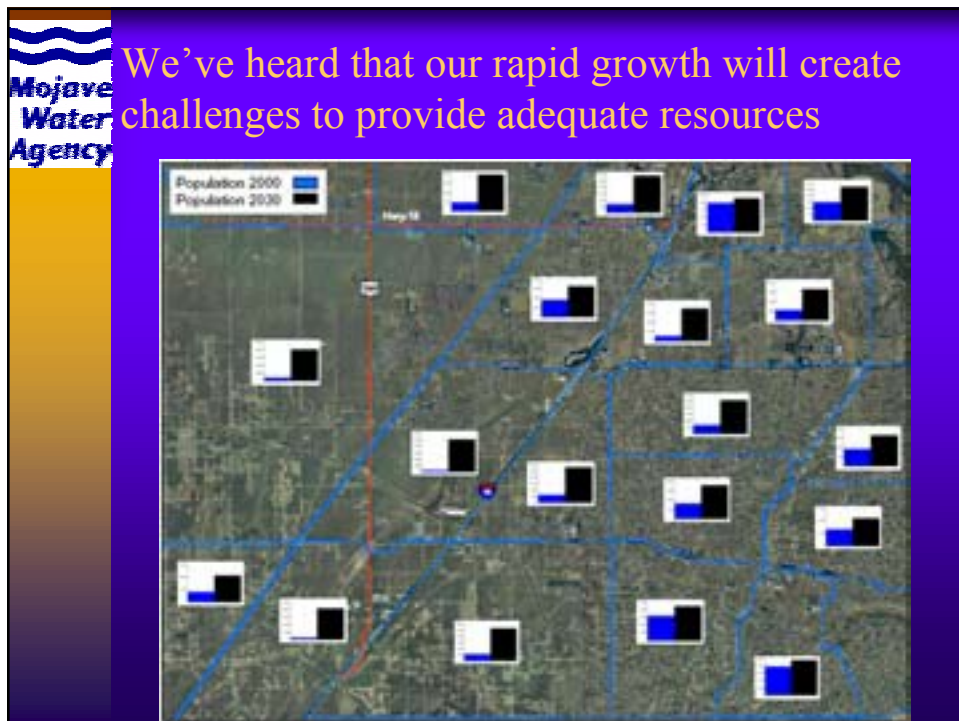 Mojave
Water
Agency
We’ve heard that our rapid growth will create
challenges to provide adequate resources
Population 2000
Population 2030
Hwy 18